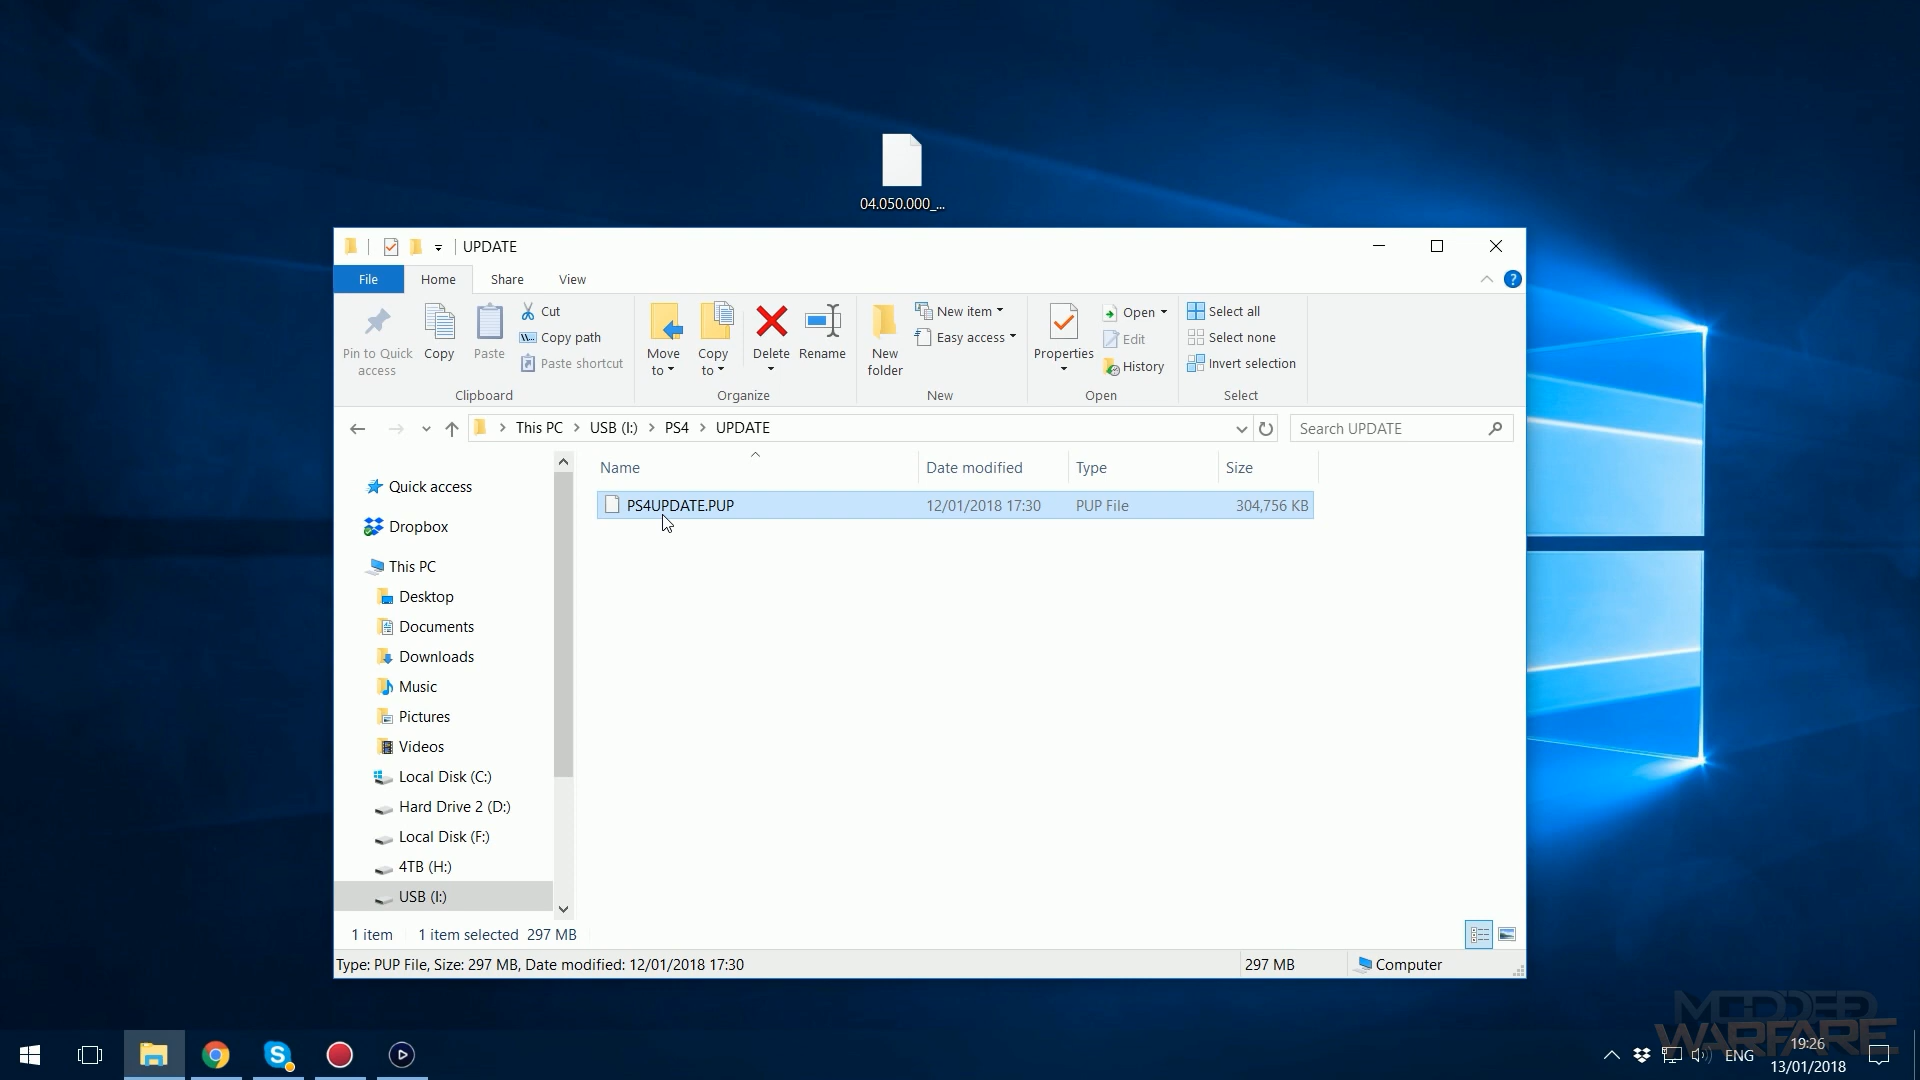 04.050.000_...
UPDATE
File Home Share View
Pin to Quick access
Copy
Paste
Cut
Copy path
Paste shortcut
Clipboard
Move to
Copy to
Delete
Rename
Organize
New folder
New item
Easy access
New
Properties
Open
Edit
History
Open
Select all
Select none
Invert selection
Select
This PC > USB (I:) > PS4 > UPDATE
Search UPDATE
Name Date modified Type Size
PS4UPDATE.PUP 12/01/2018 17:30 PUP File 304,756 KB
Quick access
Dropbox
This PC
Desktop
Documents
Downloads
Music
Pictures
Videos
Local Disk (C:)
Hard Drive 2 (D:)
Local Disk (F:)
4TB (H:)
USB (I:)
1 item 1 item selected 297 MB
Type: PUP File, Size: 297 MB, Date modified: 12/01/2018 17:30 297 MB Computer
MODDED
WARFARE
ENG
19:26
13/01/2018